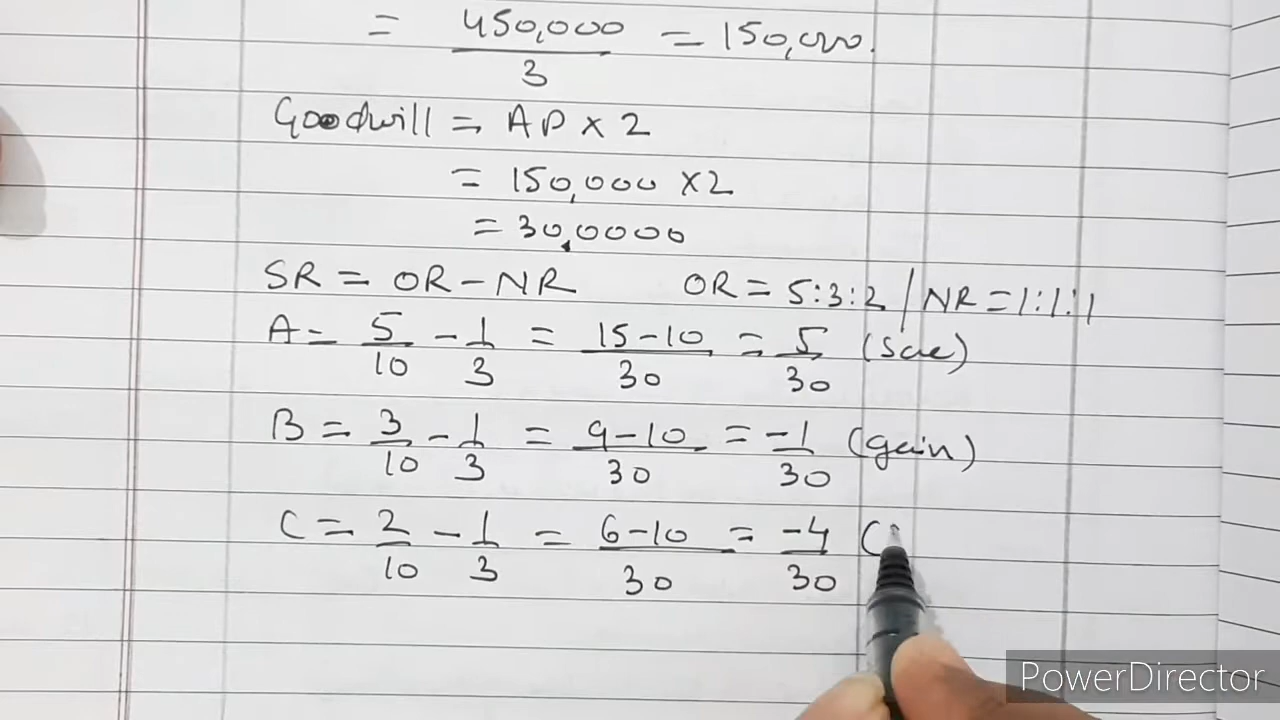 = 450,000/3 = 150,000.
Goodwill = AP × 2
= 150,000 × 2
= 30,0000
SR = OR - NR OR = 5:3:2 / NR = 1:1:1
A = 5/10 - 1/3 = 15-10/30 = 5/30 (Sac)
B = 3/10 - 1/3 = 9-10/30 = -1/30 (gain)
C = 2/10 - 1/3 = 6-10/30 = -4/30 (
PowerDirector